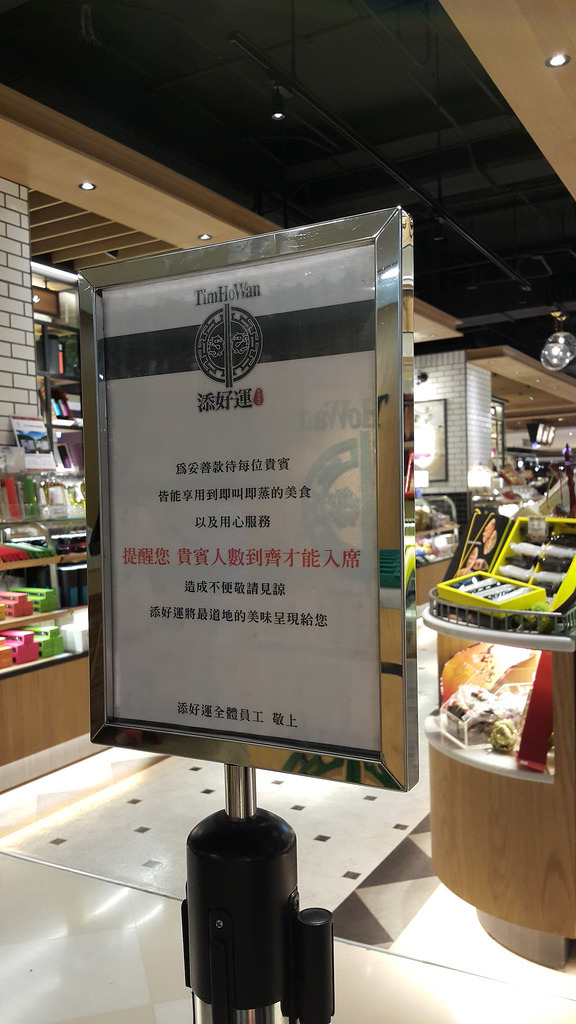 TimHoWan
添好運
為妥善款待每位貴賓
皆能享用到即叫即蒸的美食
以及用心服務
提醒您 貴賓人數到齊才能入席
造成不便敬請見諒
添好運將最道地的美味呈現給您
添好運全體員工 敬上